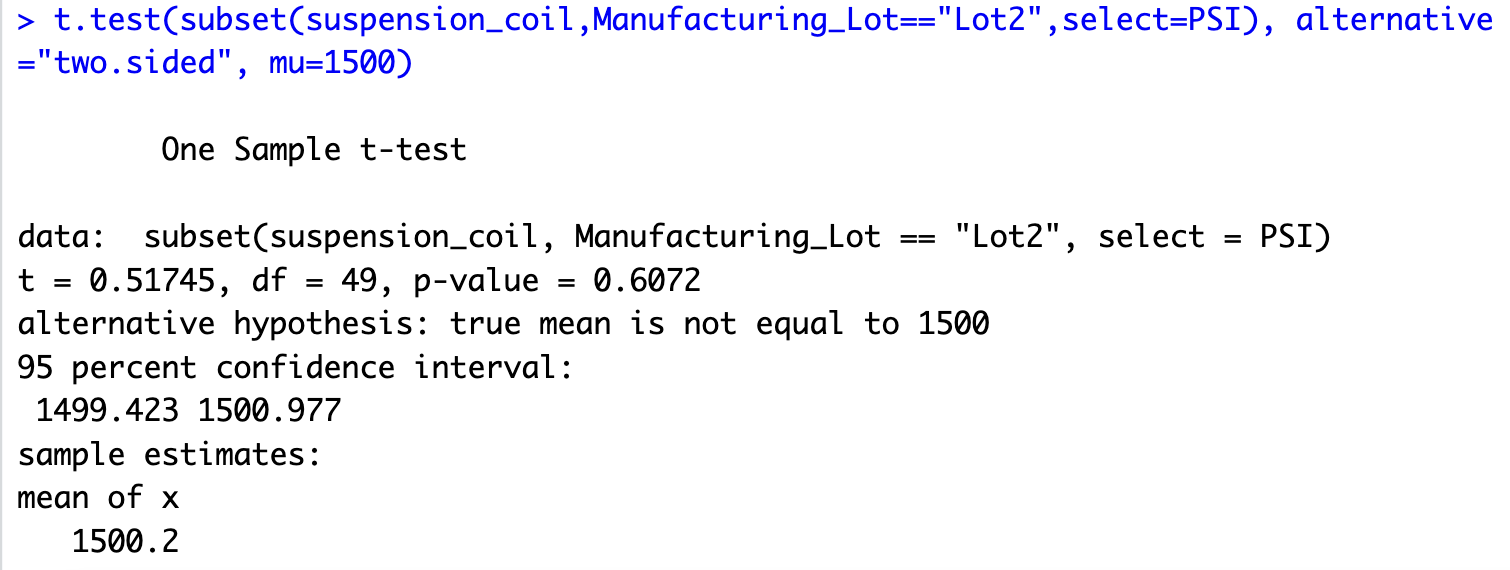 > t.test(subset(suspension_coil,Manufacturing_Lot=="Lot2",select=PSI), alternative
="two.sided", mu=1500)
One Sample t-test
data:  subset(suspension_coil, Manufacturing_Lot == "Lot2", select = PSI)
t = 0.51745, df = 49, p-value = 0.6072
alternative hypothesis: true mean is not equal to 1500
95 percent confidence interval:
 1499.423 1500.977
sample estimates:
mean of x
   1500.2